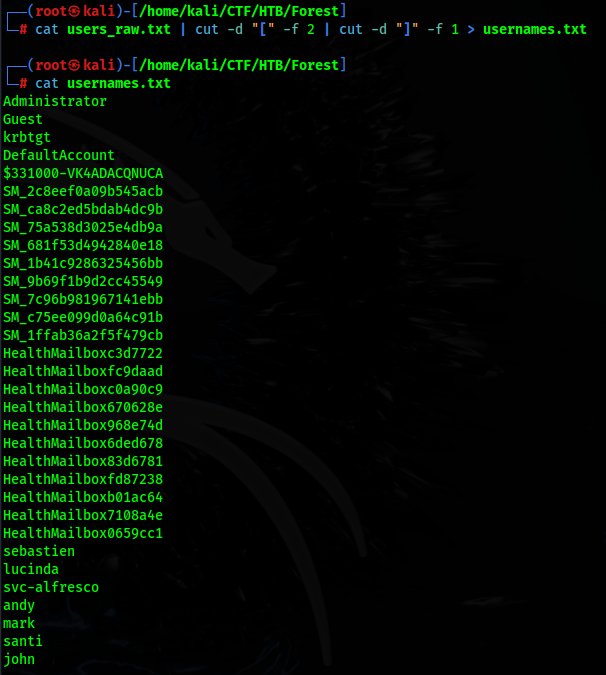 ┌──(root㉿kali)-[/home/kali/CTF/HTB/Forest]
└─# cat users_raw.txt | cut -d "[" -f 2 | cut -d "]" -f 1 > usernames.txt
┌──(root㉿kali)-[/home/kali/CTF/HTB/Forest]
└─# cat usernames.txt
Administrator
Guest
krbtgt
DefaultAccount
$331000-VK4ADACQNUCA
SM_2c8eef0a09b545acb
SM_ca8c2ed5bdab4dc9b
SM_75a538d3025e4db9a
SM_681f53d4942840e18
SM_1b41c9286325456bb
SM_9b69f1b9d2cc45549
SM_7c96b981967141ebb
SM_c75ee099d0a64c91b
SM_1ffab36a2f5f479cb
HealthMailboxc3d7722
HealthMailboxfc9daad
HealthMailboxc0a90c9
HealthMailbox670628e
HealthMailbox968e74d
HealthMailbox6ded678
HealthMailbox83d6781
HealthMailboxfd87238
HealthMailboxb01ac64
HealthMailbox7108a4e
HealthMailbox0659cc1
sebastien
lucinda
svc-alfresco
andy
mark
santi
john